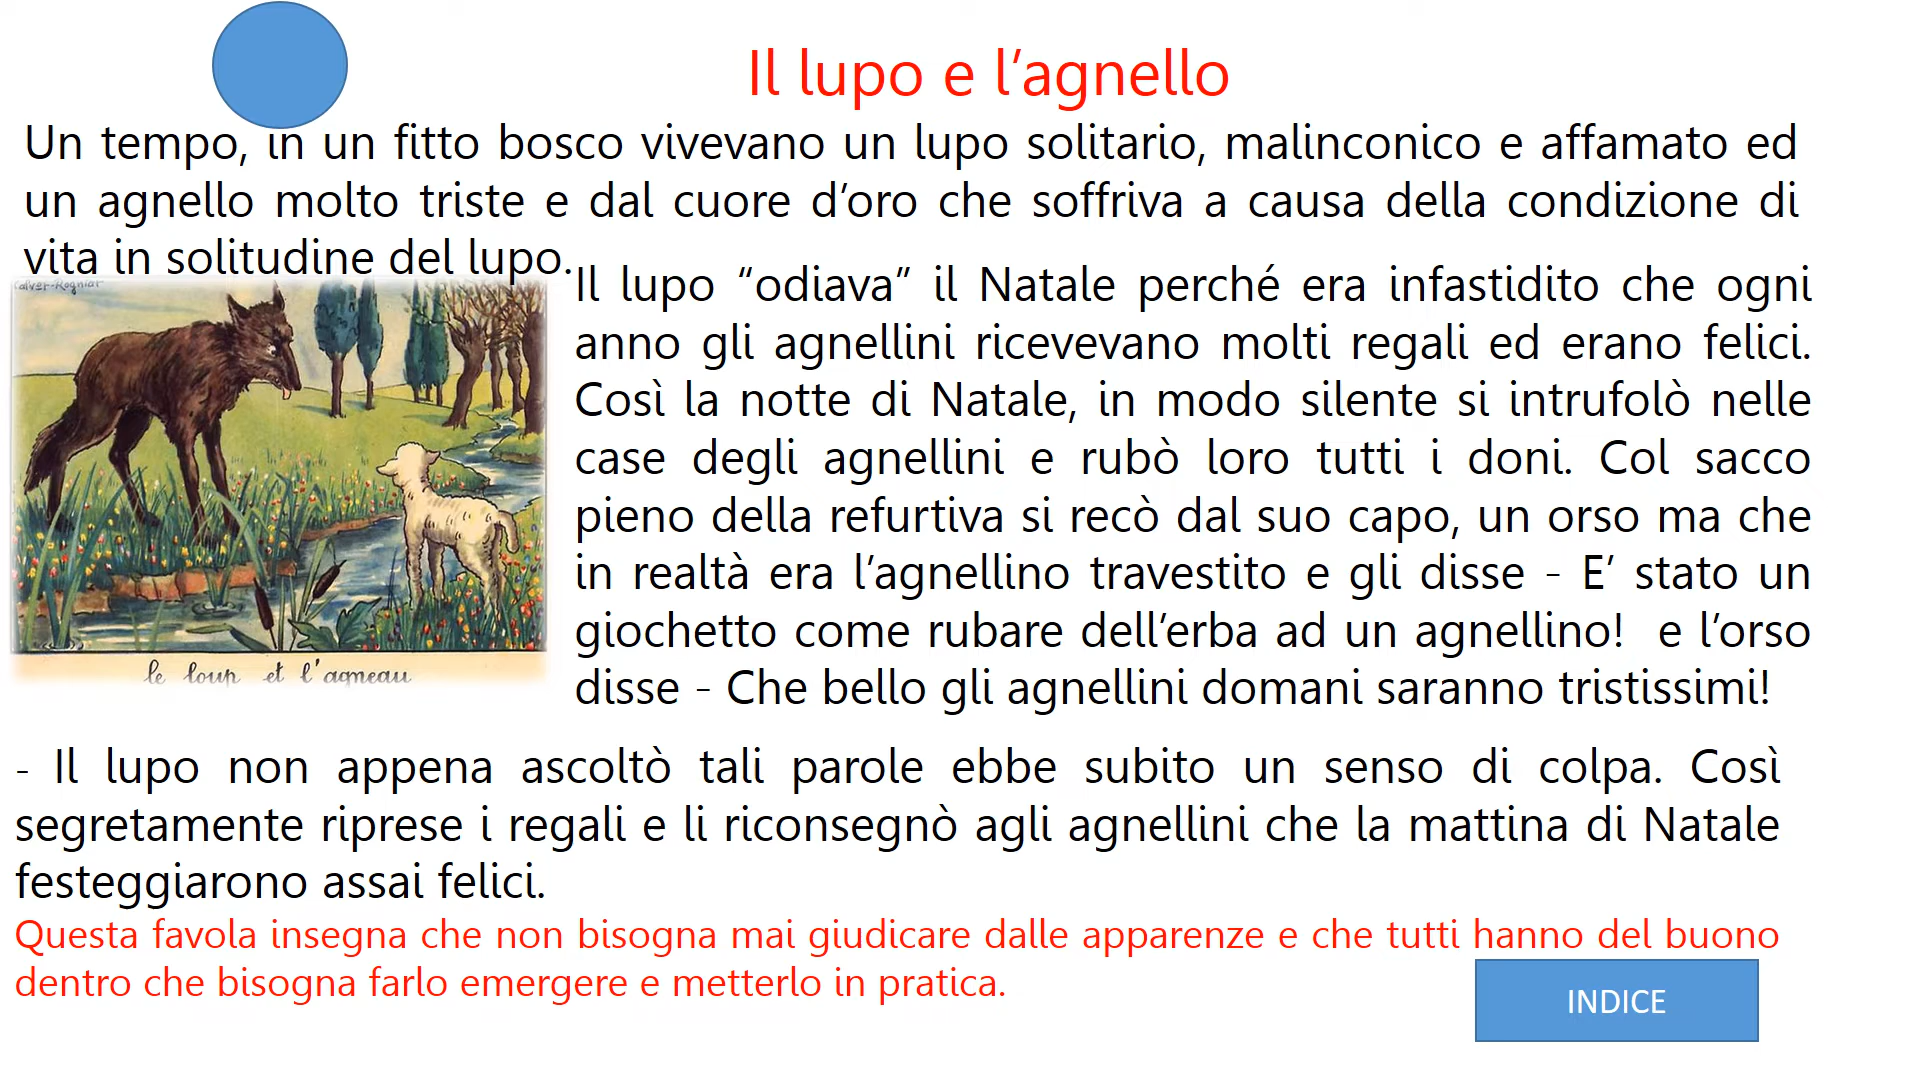 Il lupo e l’agnello
Un tempo, in un fitto bosco vivevano un lupo solitario, malinconico e affamato ed
un agnello molto triste e dal cuore d’oro che soffriva a causa della condizione di
vita in solitudine del lupo.
Il lupo “odiava” il Natale perché era infastidito che ogni
anno gli agnellini ricevevano molti regali ed erano felici.
Così la notte di Natale, in modo silente si intrufolò nelle
case degli agnellini e rubò loro tutti i doni. Col sacco
pieno della refurtiva si recò dal suo capo, un orso ma che
in realtà era l’agnellino travestito e gli disse - E’ stato un
giochetto come rubare dell’erba ad un agnellino!  e l’orso
disse - Che bello gli agnellini domani saranno tristissimi!
le loup et l'agneau
- Il lupo non appena ascoltò tali parole ebbe subito un senso di colpa. Così
segretamente riprese i regali e li riconsegnò agli agnellini che la mattina di Natale
festeggiarono assai felici.
Questa favola insegna che non bisogna mai giudicare dalle apparenze e che tutti hanno del buono
dentro che bisogna farlo emergere e metterlo in pratica.
INDICE